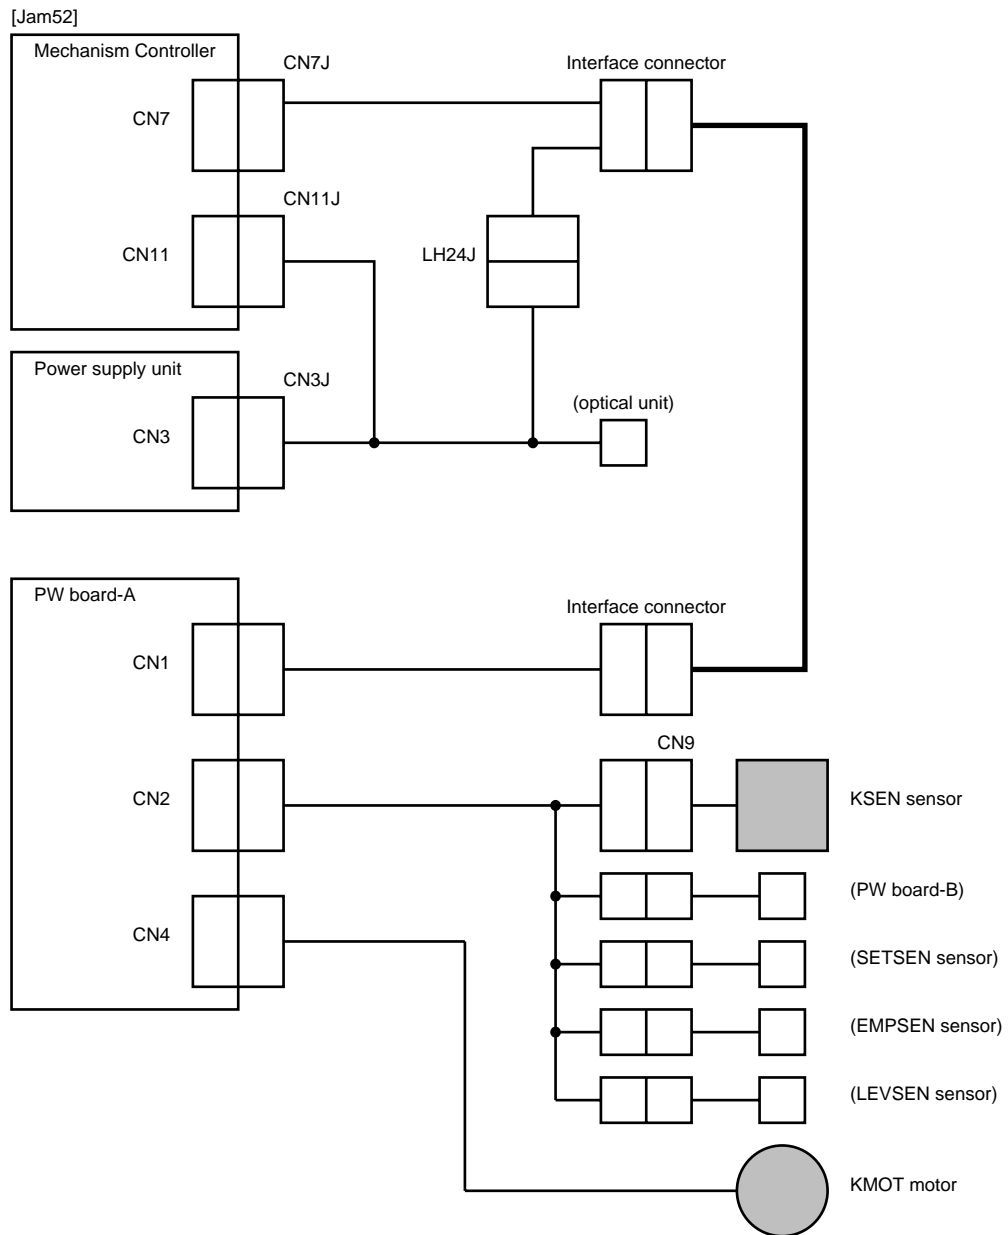 [Jam52]
Mechanism Controller
CN7J
Interface connector
CN7
CN11J
CN11
LH24J
Power supply unit
CN3J
(optical unit)
CN3
PW board-A
Interface connector
CN1
CN9
CN2
KSEN sensor
(PW board-B)
CN4
(SETSEN sensor)
(EMPSEN sensor)
(LEVSEN sensor)
KMOT motor